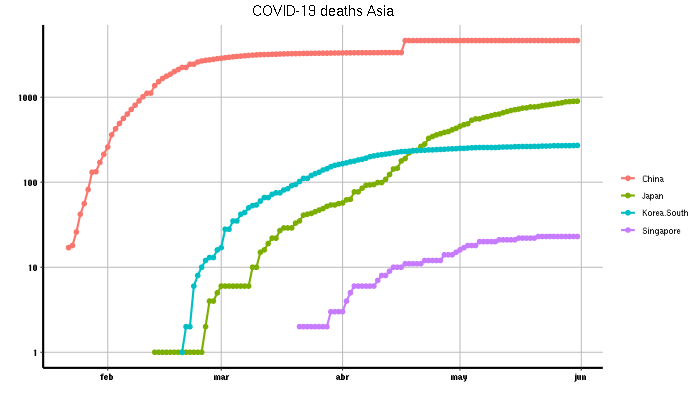 COVID-19 deaths Asia
1000
100
10
1
feb mar abr may jun
China
Japan
Korea.South
Singapore